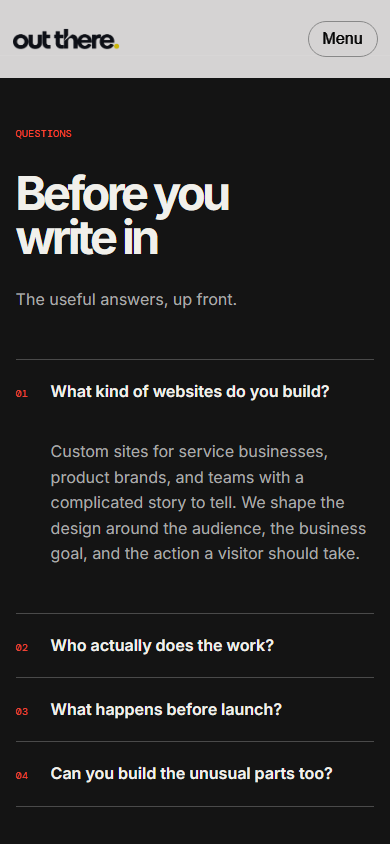 out there.
Menu
QUESTIONS
Before you
write in
The useful answers, up front.
01 What kind of websites do you build?
Custom sites for service businesses,
product brands, and teams with a
complicated story to tell. We shape the
design around the audience, the business
goal, and the action a visitor should take.
02 Who actually does the work?
03 What happens before launch?
04 Can you build the unusual parts too?